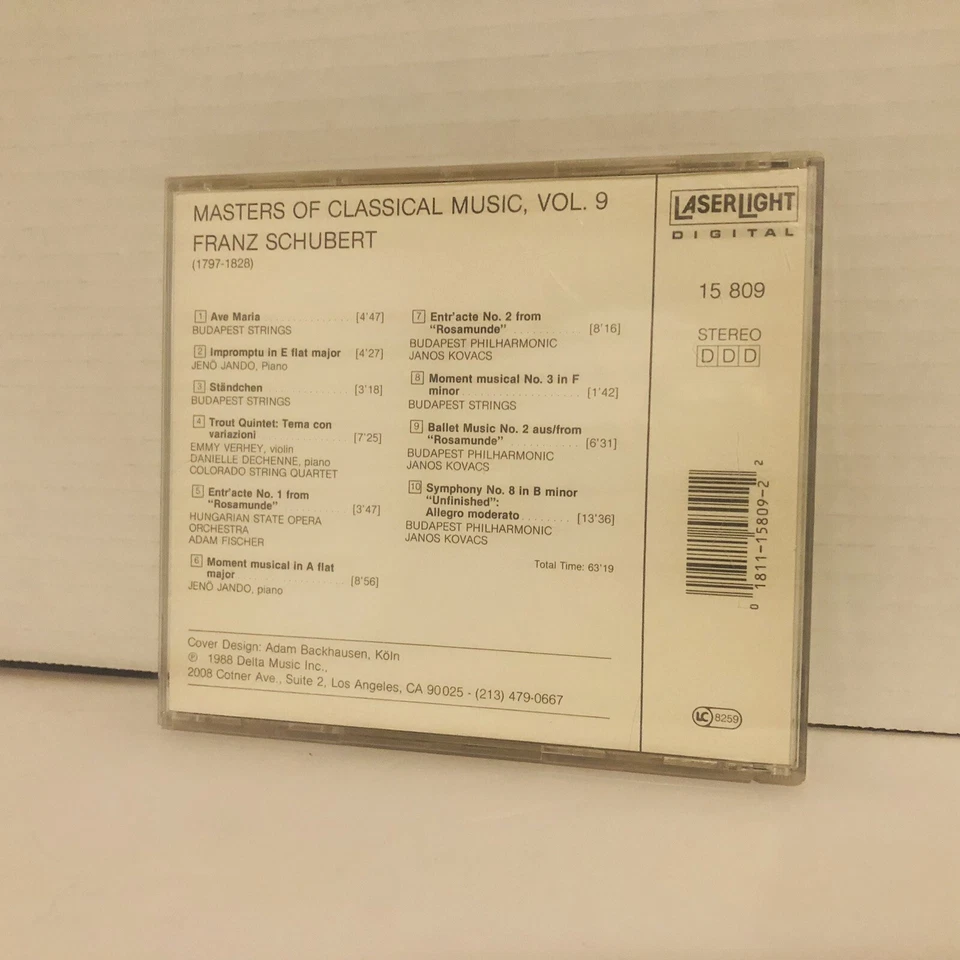 MASTERS OF CLASSICAL MUSIC, VOL. 9
FRANZ SCHUBERT
(1797-1828)
1 Ave Maria [4'47]
BUDAPEST STRINGS
2 Impromptu in E flat major [4'27]
JENÖ JANDO, Piano
3 Ständchen [3'18]
BUDAPEST STRINGS
4 Trout Quintet: Tema con
variazioni [7'25]
EMMY VERHEY, violin
DANIELLE DECHENNE, piano
COLORADO STRING QUARTET
5 Entr'acte No. 1 from
"Rosamunde" [3'47]
HUNGARIAN STATE OPERA
ORCHESTRA
ADAM FISCHER
6 Moment musical in A flat
major [8'56]
JENÖ JANDO, piano
7 Entr'acte No. 2 from
"Rosamunde" [8'16]
BUDAPEST PHILHARMONIC
JANOS KOVACS
8 Moment musical No. 3 in F
minor [1'42]
BUDAPEST STRINGS
9 Ballet Music No. 2 aus/from
"Rosamunde" [6'31]
BUDAPEST PHILHARMONIC
JANOS KOVACS
10 Symphony No. 8 in B minor
"Unfinished":
Allegro moderato [13'36]
BUDAPEST PHILHARMONIC
JANOS KOVACS
Total Time: 63'19
Cover Design: Adam Backhausen, Köln
℗ 1988 Delta Music Inc.,
2008 Cotner Ave., Suite 2, Los Angeles, CA 90025 - (213) 479-0667
LASERLIGHT
DIGITAL
15 809
STEREO
DDD
0 1811-15809-2 2
LC 8259